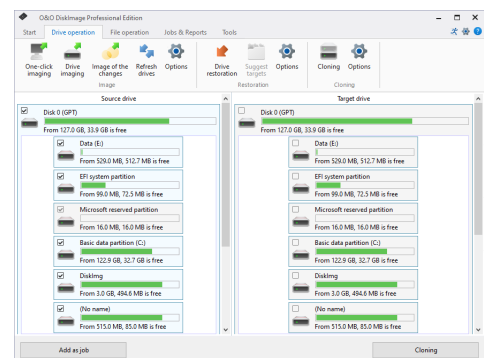 O&O DiskImage Professional Edition
Start Drive operation File operation Jobs & Reports Tools
One-click imaging
Drive imaging
Image of the changes
Refresh drives
Options
Drive restoration
Suggest targets
Options
Cloning
Options
Image
Restoration
Cloning
Source drive
Disk 0 (GPT)
From 127.0 GB, 33.9 GB is free
Data (E:)
From 529.0 MB, 512.7 MB is free
EFI system partition
From 99.0 MB, 72.5 MB is free
Microsoft reserved partition
From 16.0 MB, 16.0 MB is free
Basic data partition (C:)
From 122.9 GB, 32.7 GB is free
DiskImg
From 3.0 GB, 494.6 MB is free
(No name)
From 515.0 MB, 85.0 MB is free
Target drive
Disk 0 (GPT)
From 127.0 GB, 33.9 GB is free
Data (E:)
From 529.0 MB, 512.7 MB is free
EFI system partition
From 99.0 MB, 72.5 MB is free
Microsoft reserved partition
From 16.0 MB, 16.0 MB is free
Basic data partition (C:)
From 122.9 GB, 32.7 GB is free
DiskImg
From 3.0 GB, 494.6 MB is free
(No name)
From 515.0 MB, 85.0 MB is free
Add as job
Cloning